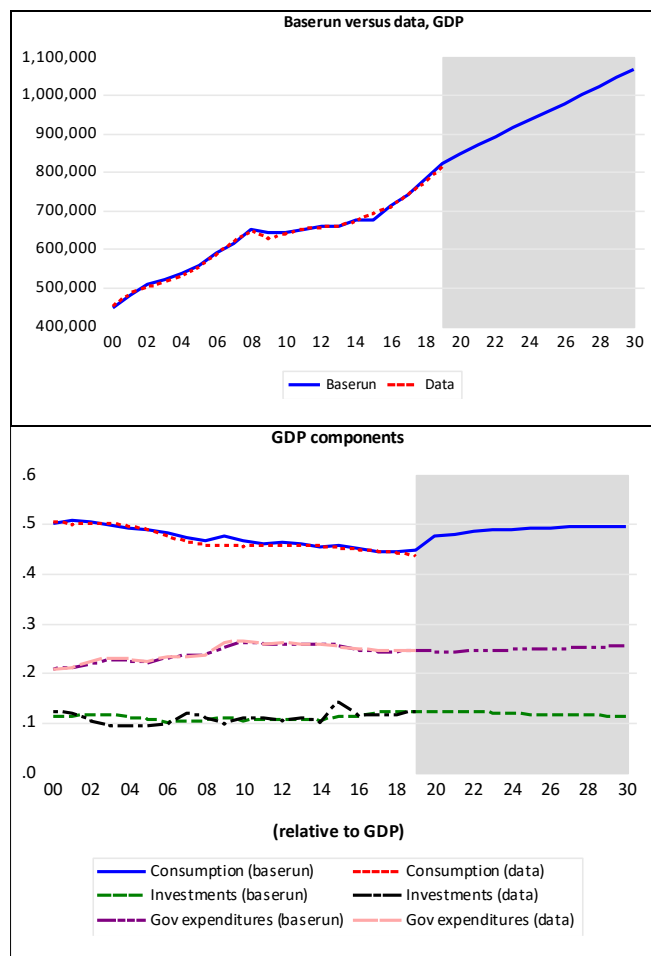 Baserun versus data, GDP
1,100,000
1,000,000
900,000
800,000
700,000
600,000
500,000
400,000
00 02 04 06 08 10 12 14 16 18 20 22 24 26 28 30
Baserun Data
GDP components
.6
.5
.4
.3
.2
.1
.0
00 02 04 06 08 10 12 14 16 18 20 22 24 26 28 30
(relative to GDP)
Consumption (baserun) Consumption (data)
Investments (baserun) Investments (data)
Gov expenditures (baserun) Gov expenditures (data)